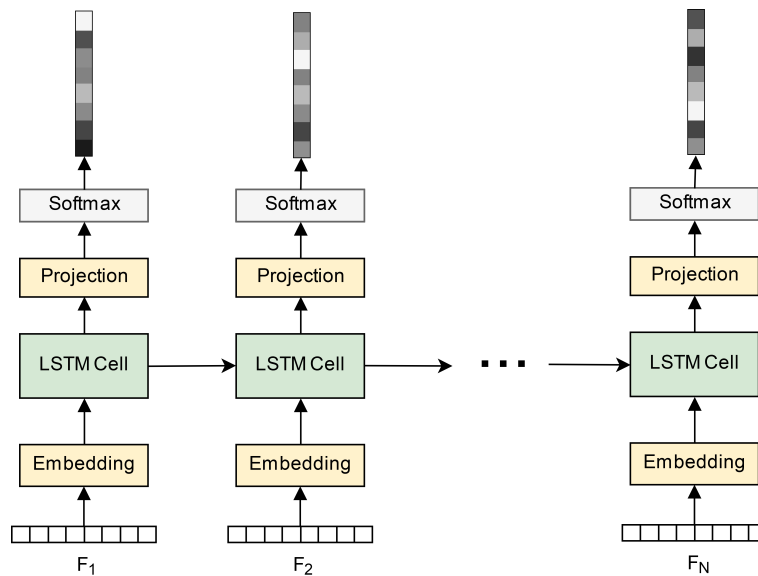 Softmax Softmax Softmax
Projection Projection Projection
LSTM Cell LSTM Cell ... LSTM Cell
Embedding Embedding Embedding
F1 F2 FN